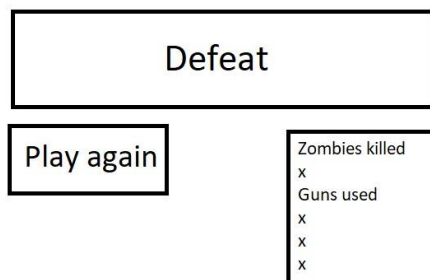 Defeat
Play again
Zombies killed
x
Guns used
x
x
x